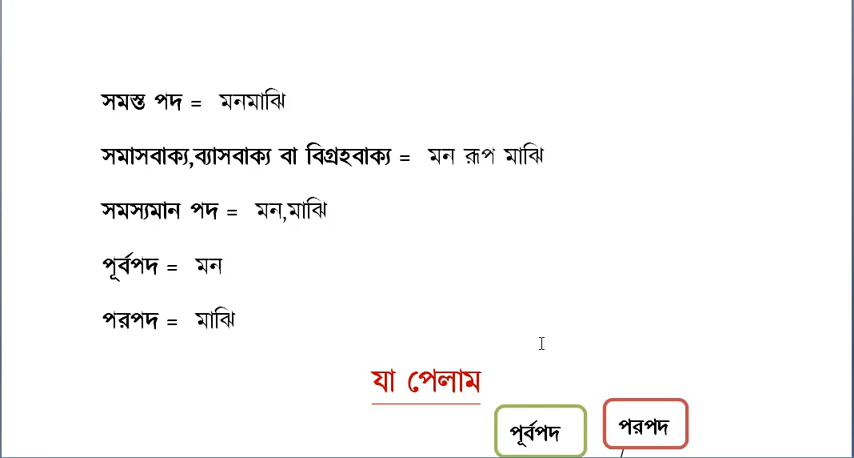 সমস্ত পদ = মনমাঝি
সমাসবাক্য,ব্যাসবাক্য বা বিগ্রহবাক্য = মন রূপ মাঝি
সমস্যমান পদ = মন,মাঝি
পূর্বপদ = মন
পরপদ = মাঝি
যা পেলাম
পূর্বপদ পরপদ